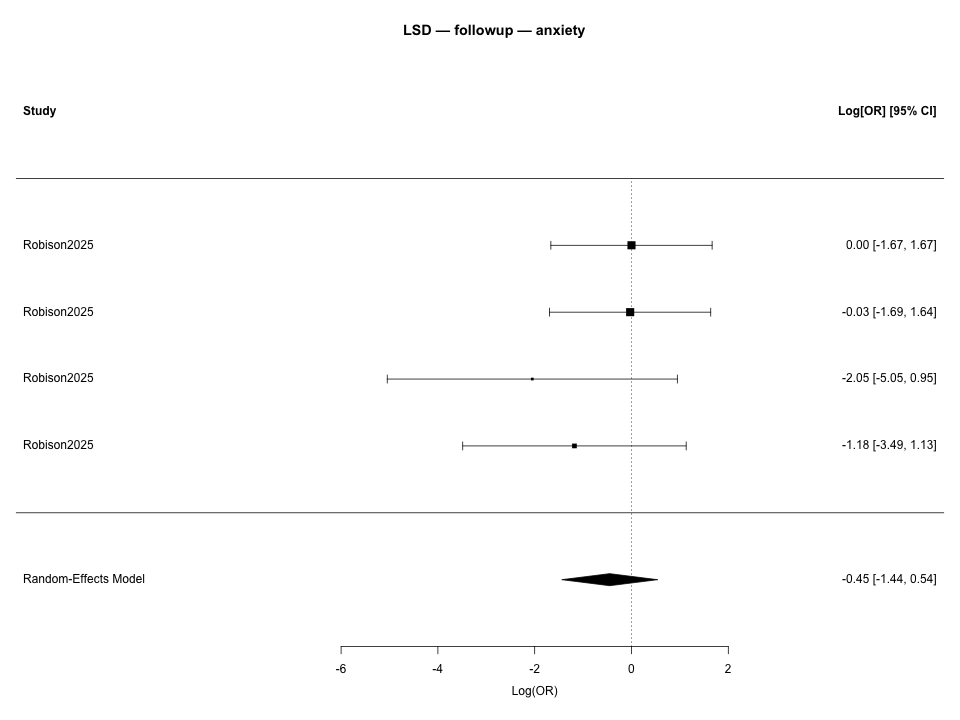 LSD — followup — anxiety
Study Log[OR] [95% CI]
Robison2025 0.00 [-1.67, 1.67]
Robison2025 -0.03 [-1.69, 1.64]
Robison2025 -2.05 [-5.05, 0.95]
Robison2025 -1.18 [-3.49, 1.13]
Random-Effects Model -0.45 [-1.44, 0.54]
-6 -4 -2 0 2
Log(OR)